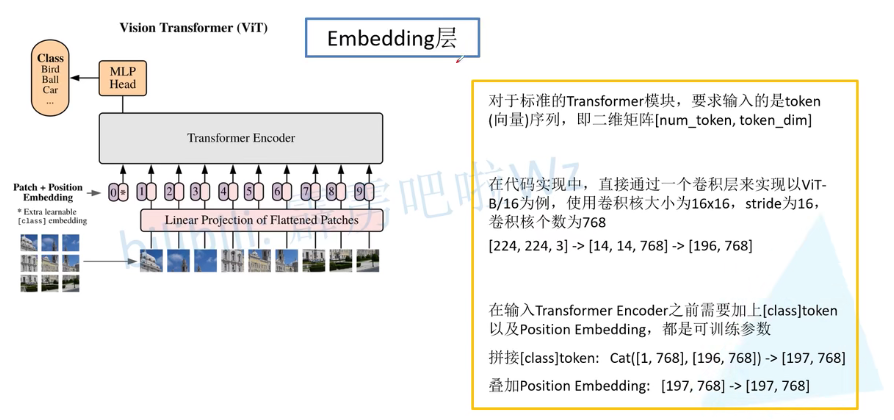 Vision Transformer (ViT)
Embedding层
Class
Bird
Ball
Car
...
MLP
Head
Transformer Encoder
Patch + Position
Embedding
* Extra learnable
[class] embedding
0 * 1 2 3 4 5 6 7 8 9
Linear Projection of Flattened Patches
对于标准的Transformer模块，要求输入的是token
(向量)序列，即二维矩阵[num_token, token_dim]
在代码实现中，直接通过一个卷积层来实现以ViT-
B/16为例，使用卷积核大小为16x16，stride为16，
卷积核个数为768
[224, 224, 3] -> [14, 14, 768] -> [196, 768]
在输入Transformer Encoder之前需要加上[class]token
以及Position Embedding，都是可训练参数
拼接[class]token: Cat([1, 768], [196, 768]) -> [197, 768]
叠加Position Embedding: [197, 768] -> [197, 768]
bilibili: 霹雳吧啦Wz